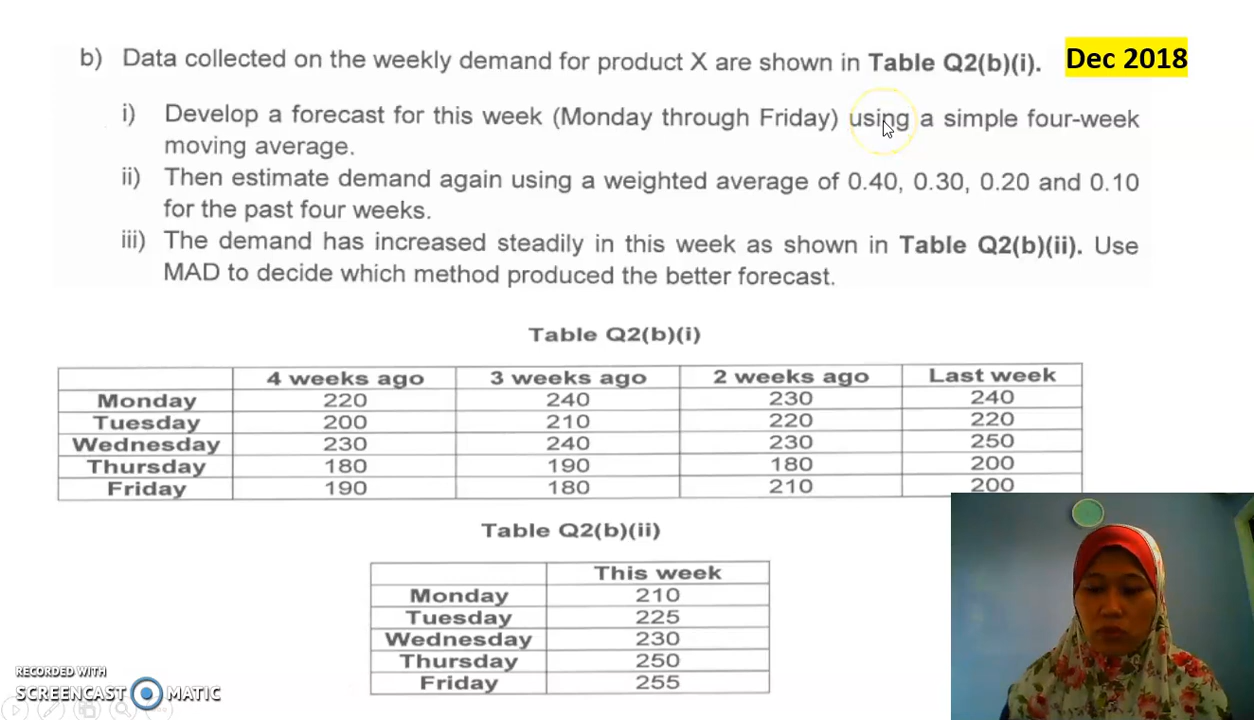 b) Data collected on the weekly demand for product X are shown in Table Q2(b)(i). Dec 2018
i) Develop a forecast for this week (Monday through Friday) using a simple four-week
moving average.
ii) Then estimate demand again using a weighted average of 0.40, 0.30, 0.20 and 0.10
for the past four weeks.
iii) The demand has increased steadily in this week as shown in Table Q2(b)(ii). Use
MAD to decide which method produced the better forecast.
Table Q2(b)(i)
4 weeks ago 3 weeks ago 2 weeks ago Last week
Monday 220 240 230 240
Tuesday 200 210 220 220
Wednesday 230 240 230 250
Thursday 180 190 180 200
Friday 190 180 210 200
Table Q2(b)(ii)
This week
Monday 210
Tuesday 225
Wednesday 230
Thursday 250
Friday 255
RECORDED WITH
SCREENCAST MATIC